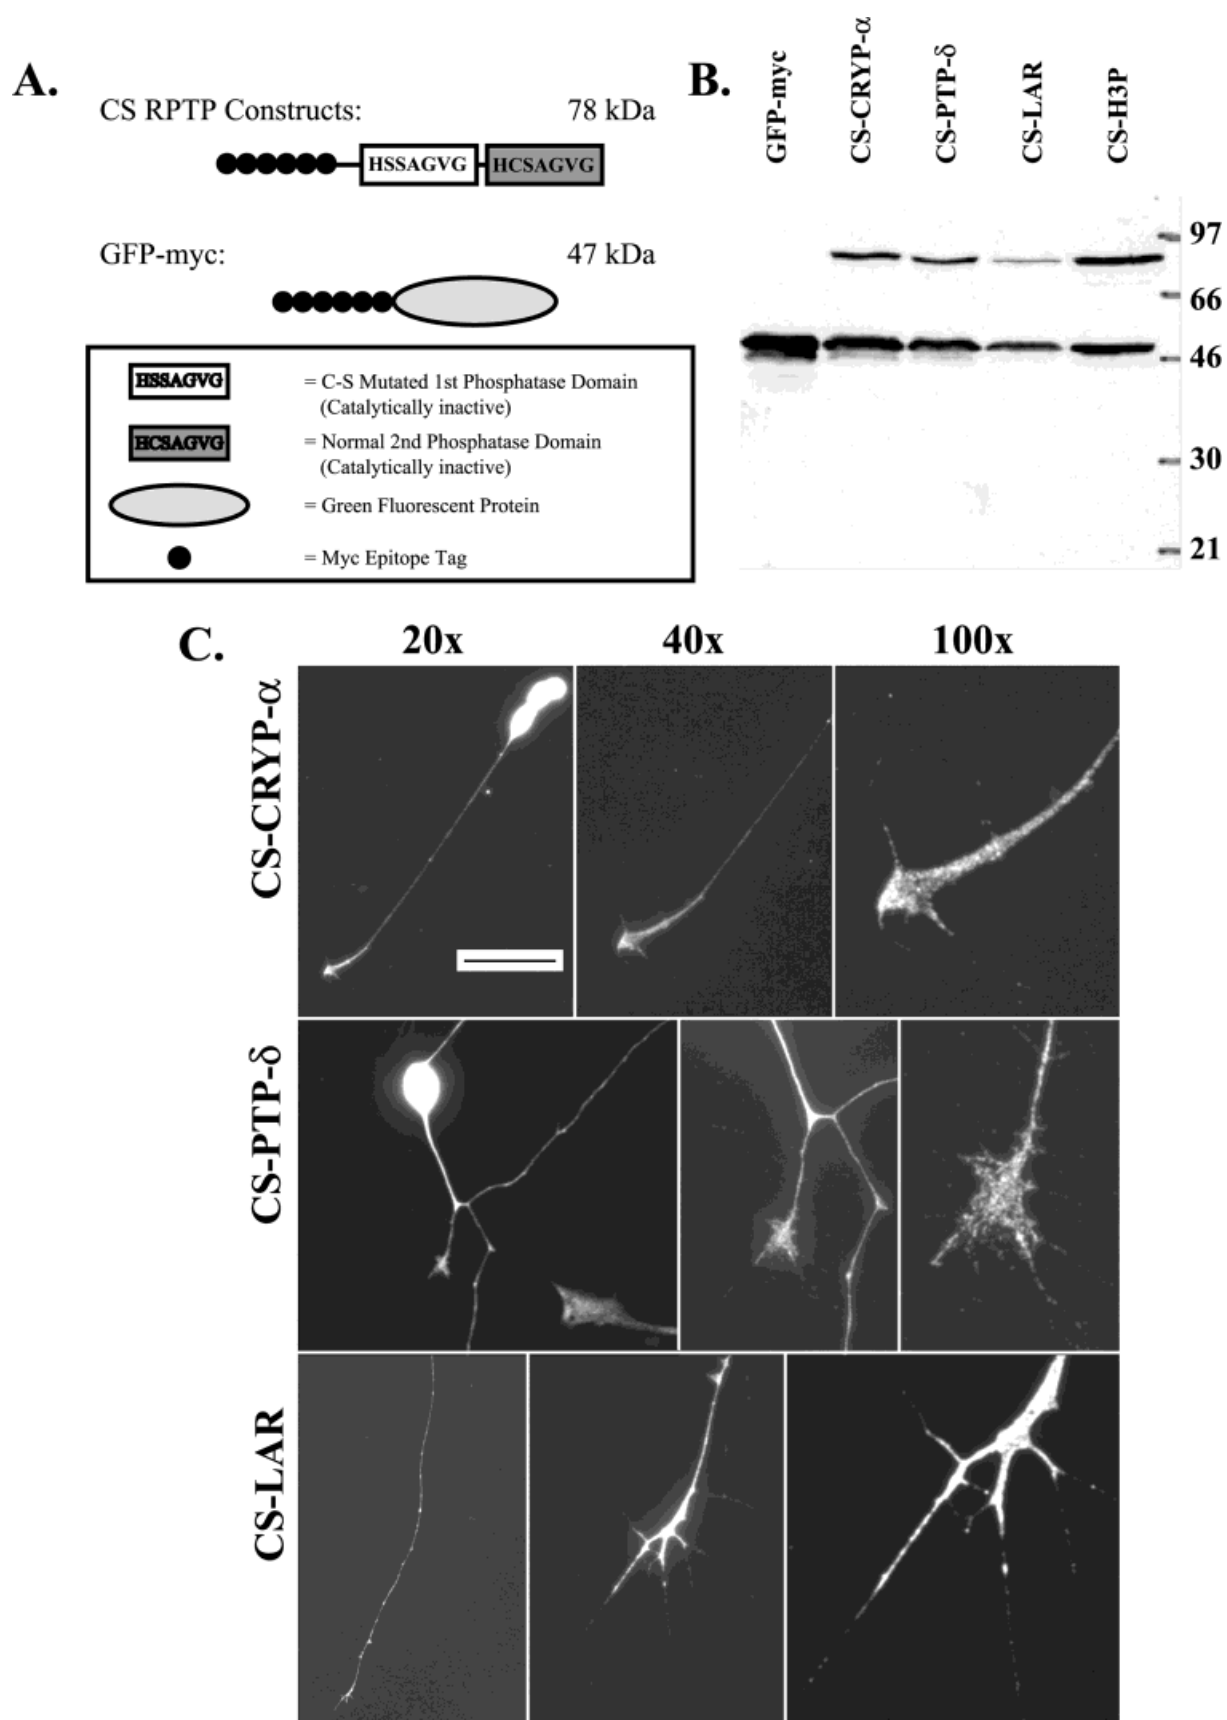 A.
CS RPTP Constructs: 78 kDa
HSSAGVG HCSAGVG
GFP-myc: 47 kDa
HSSAGVG = C-S Mutated 1st Phosphatase Domain
(Catalytically inactive)
HCSAGVG = Normal 2nd Phosphatase Domain
(Catalytically inactive)
= Green Fluorescent Protein
= Myc Epitope Tag
B.
GFP-myc
CS-CRYP-α
CS-PTP-δ
CS-LAR
CS-H3P
97
66
46
30
21
C.
20x 40x 100x
CS-CRYP-α
CS-PTP-δ
CS-LAR